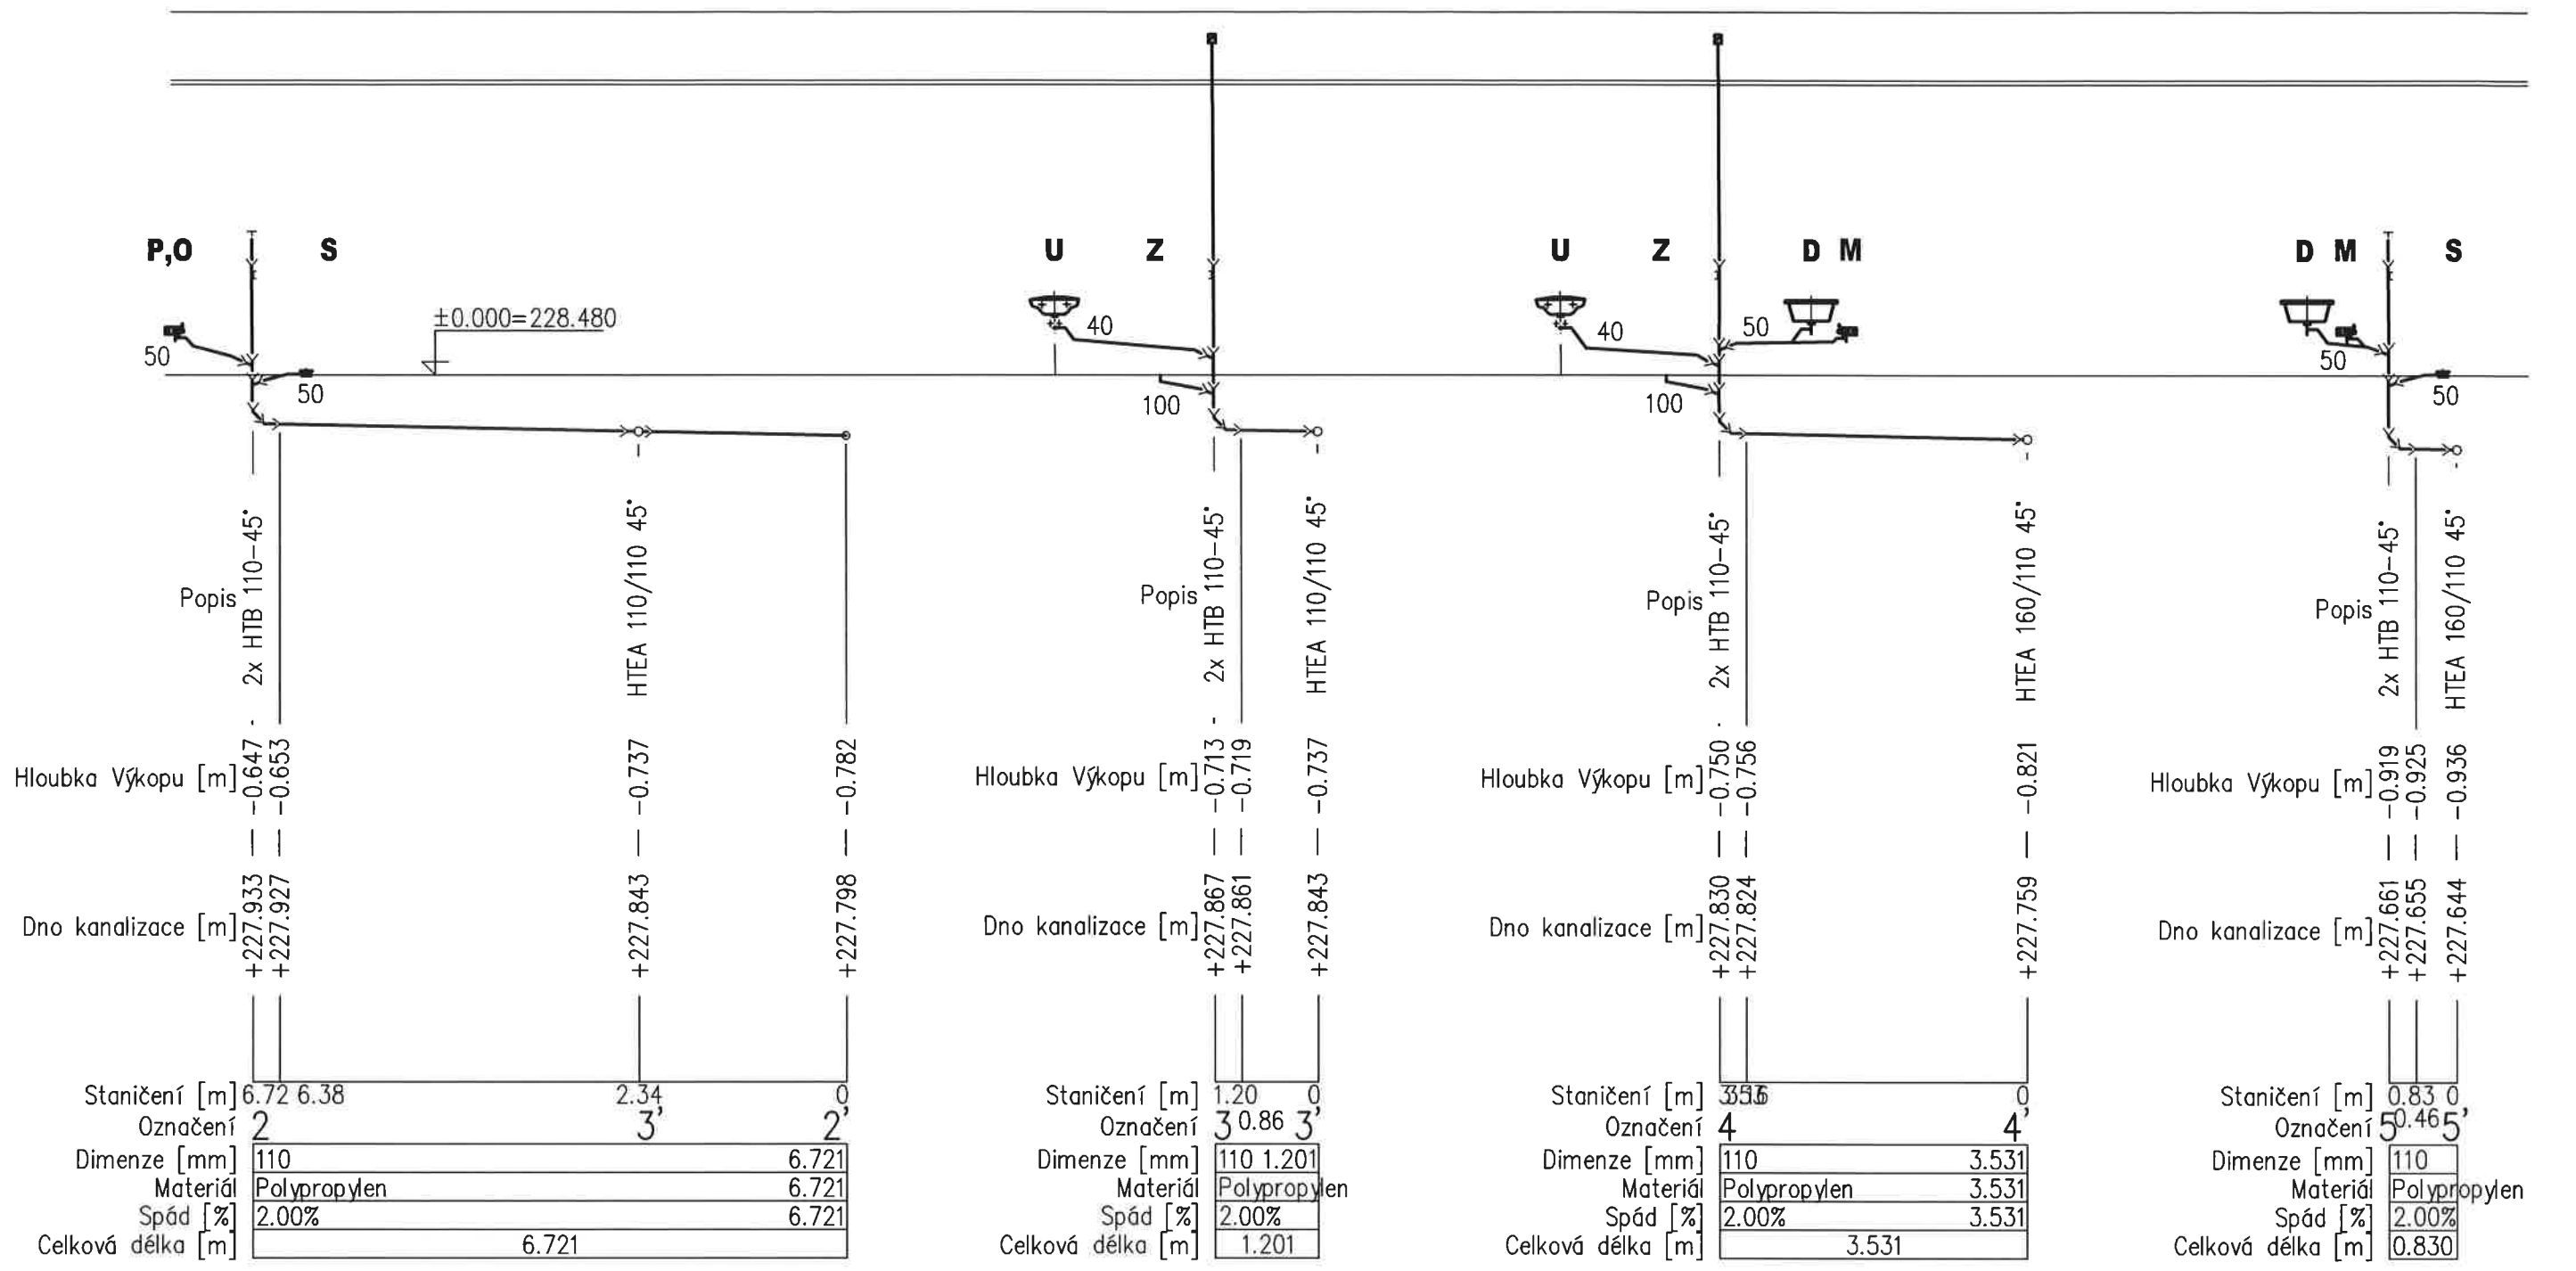 P,O S U Z U Z D M D M S
±0.000=228.480
50 50
40 100
40 50 100
50 50
Popis 2x HTB 110-45° HTEA 110/110 45°
Popis 2x HTB 110-45° HTEA 110/110 45°
Popis 2x HTB 110-45° HTEA 160/110 45°
Popis 2x HTB 110-45° HTEA 160/110 45°
Hloubka Výkopu [m] -0.647 -0.653 -0.737 -0.782
Hloubka Výkopu [m] -0.713 -0.719 -0.737
Hloubka Výkopu [m] -0.750 -0.756 -0.821
Hloubka Výkopu [m] -0.919 -0.925 -0.936
Dno kanalizace [m] +227.933 +227.927 +227.843 +227.798
Dno kanalizace [m] +227.867 +227.861 +227.843
Dno kanalizace [m] +227.830 +227.824 +227.759
Dno kanalizace [m] +227.661 +227.655 +227.644
Staničení [m] 6.72 6.38 2.34 0
Označení 2 3' 2'
Dimenze [mm] 110 6.721
Materiál Polypropylen 6.721
Spád [%] 2.00% 6.721
Celková délka [m] 6.721
Staničení [m] 1.20 0
Označení 3 0.86 3'
Dimenze [mm] 110 1.201
Materiál Polypropylen
Spád [%] 2.00%
Celková délka [m] 1.201
Staničení [m] 0
Označení 4 4'
Dimenze [mm] 110 3.531
Materiál Polypropylen 3.531
Spád [%] 2.00% 3.531
Celková délka [m] 3.531
Staničení [m] 0.83 0
Označení 5 0.46 5'
Dimenze [mm] 110
Materiál Polypropylen
Spád [%] 2.00%
Celková délka [m] 0.830